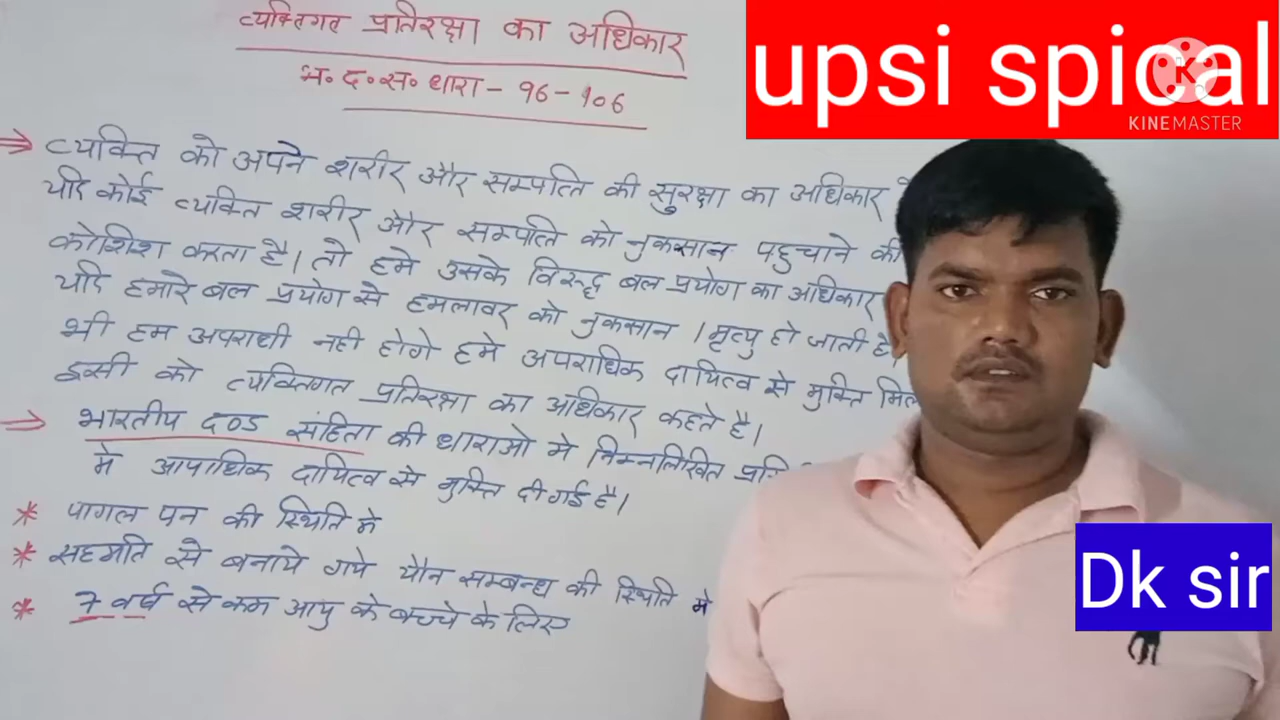 व्यक्तिगत प्रतिरक्षा का अधिकार
भ.द.स.धारा - 96 - 106
upsi spical
K
KINEMASTER
⇒ व्यक्ति को अपने शरीर और सम्पत्ति की सुरक्षा का अधिकार
यदि कोई व्यक्ति शरीर और सम्पत्ति को नुकसान पहुचाने की
कोशिश करता है। तो हमे उसके विरुद्ध बल प्रयोग का अधिकार
यदि हमारे बल प्रयोग से हमलावर को नुकसान / मृत्यु हो जाती है
भी हम अपराधी नही होगे हमे अपराधिक दायित्व से मुक्ति
इसी को व्यक्तिगत प्रतिरक्षा का अधिकार कहते है।
⇒ भारतीय दण्ड संहिता की धाराओ मे निम्नलिखित
मे आपाधिक दायित्व से मुक्ति दी गई है।
* पागल पन की स्थिति मे
* सहमति से बनाये गये यौन सम्बन्ध की स्थिति मे
* 7 वर्ष से कम आयु के बच्चे के लिए
Dk sir